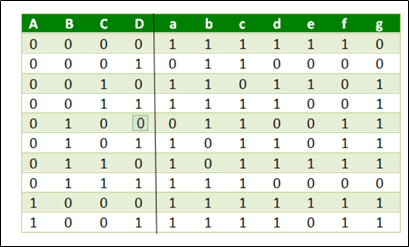 A B C D a b c d e f g
0 0 0 0 1 1 1 1 1 1 0
0 0 0 1 0 1 1 0 0 0 0
0 0 1 0 1 1 0 1 1 0 1
0 0 1 1 1 1 1 1 0 0 1
0 1 0 0 0 1 1 0 0 1 1
0 1 0 1 1 0 1 1 0 1 1
0 1 1 0 1 0 1 1 1 1 1
0 1 1 1 1 1 1 0 0 0 0
1 0 0 0 1 1 1 1 1 1 1
1 0 0 1 1 1 1 1 0 1 1